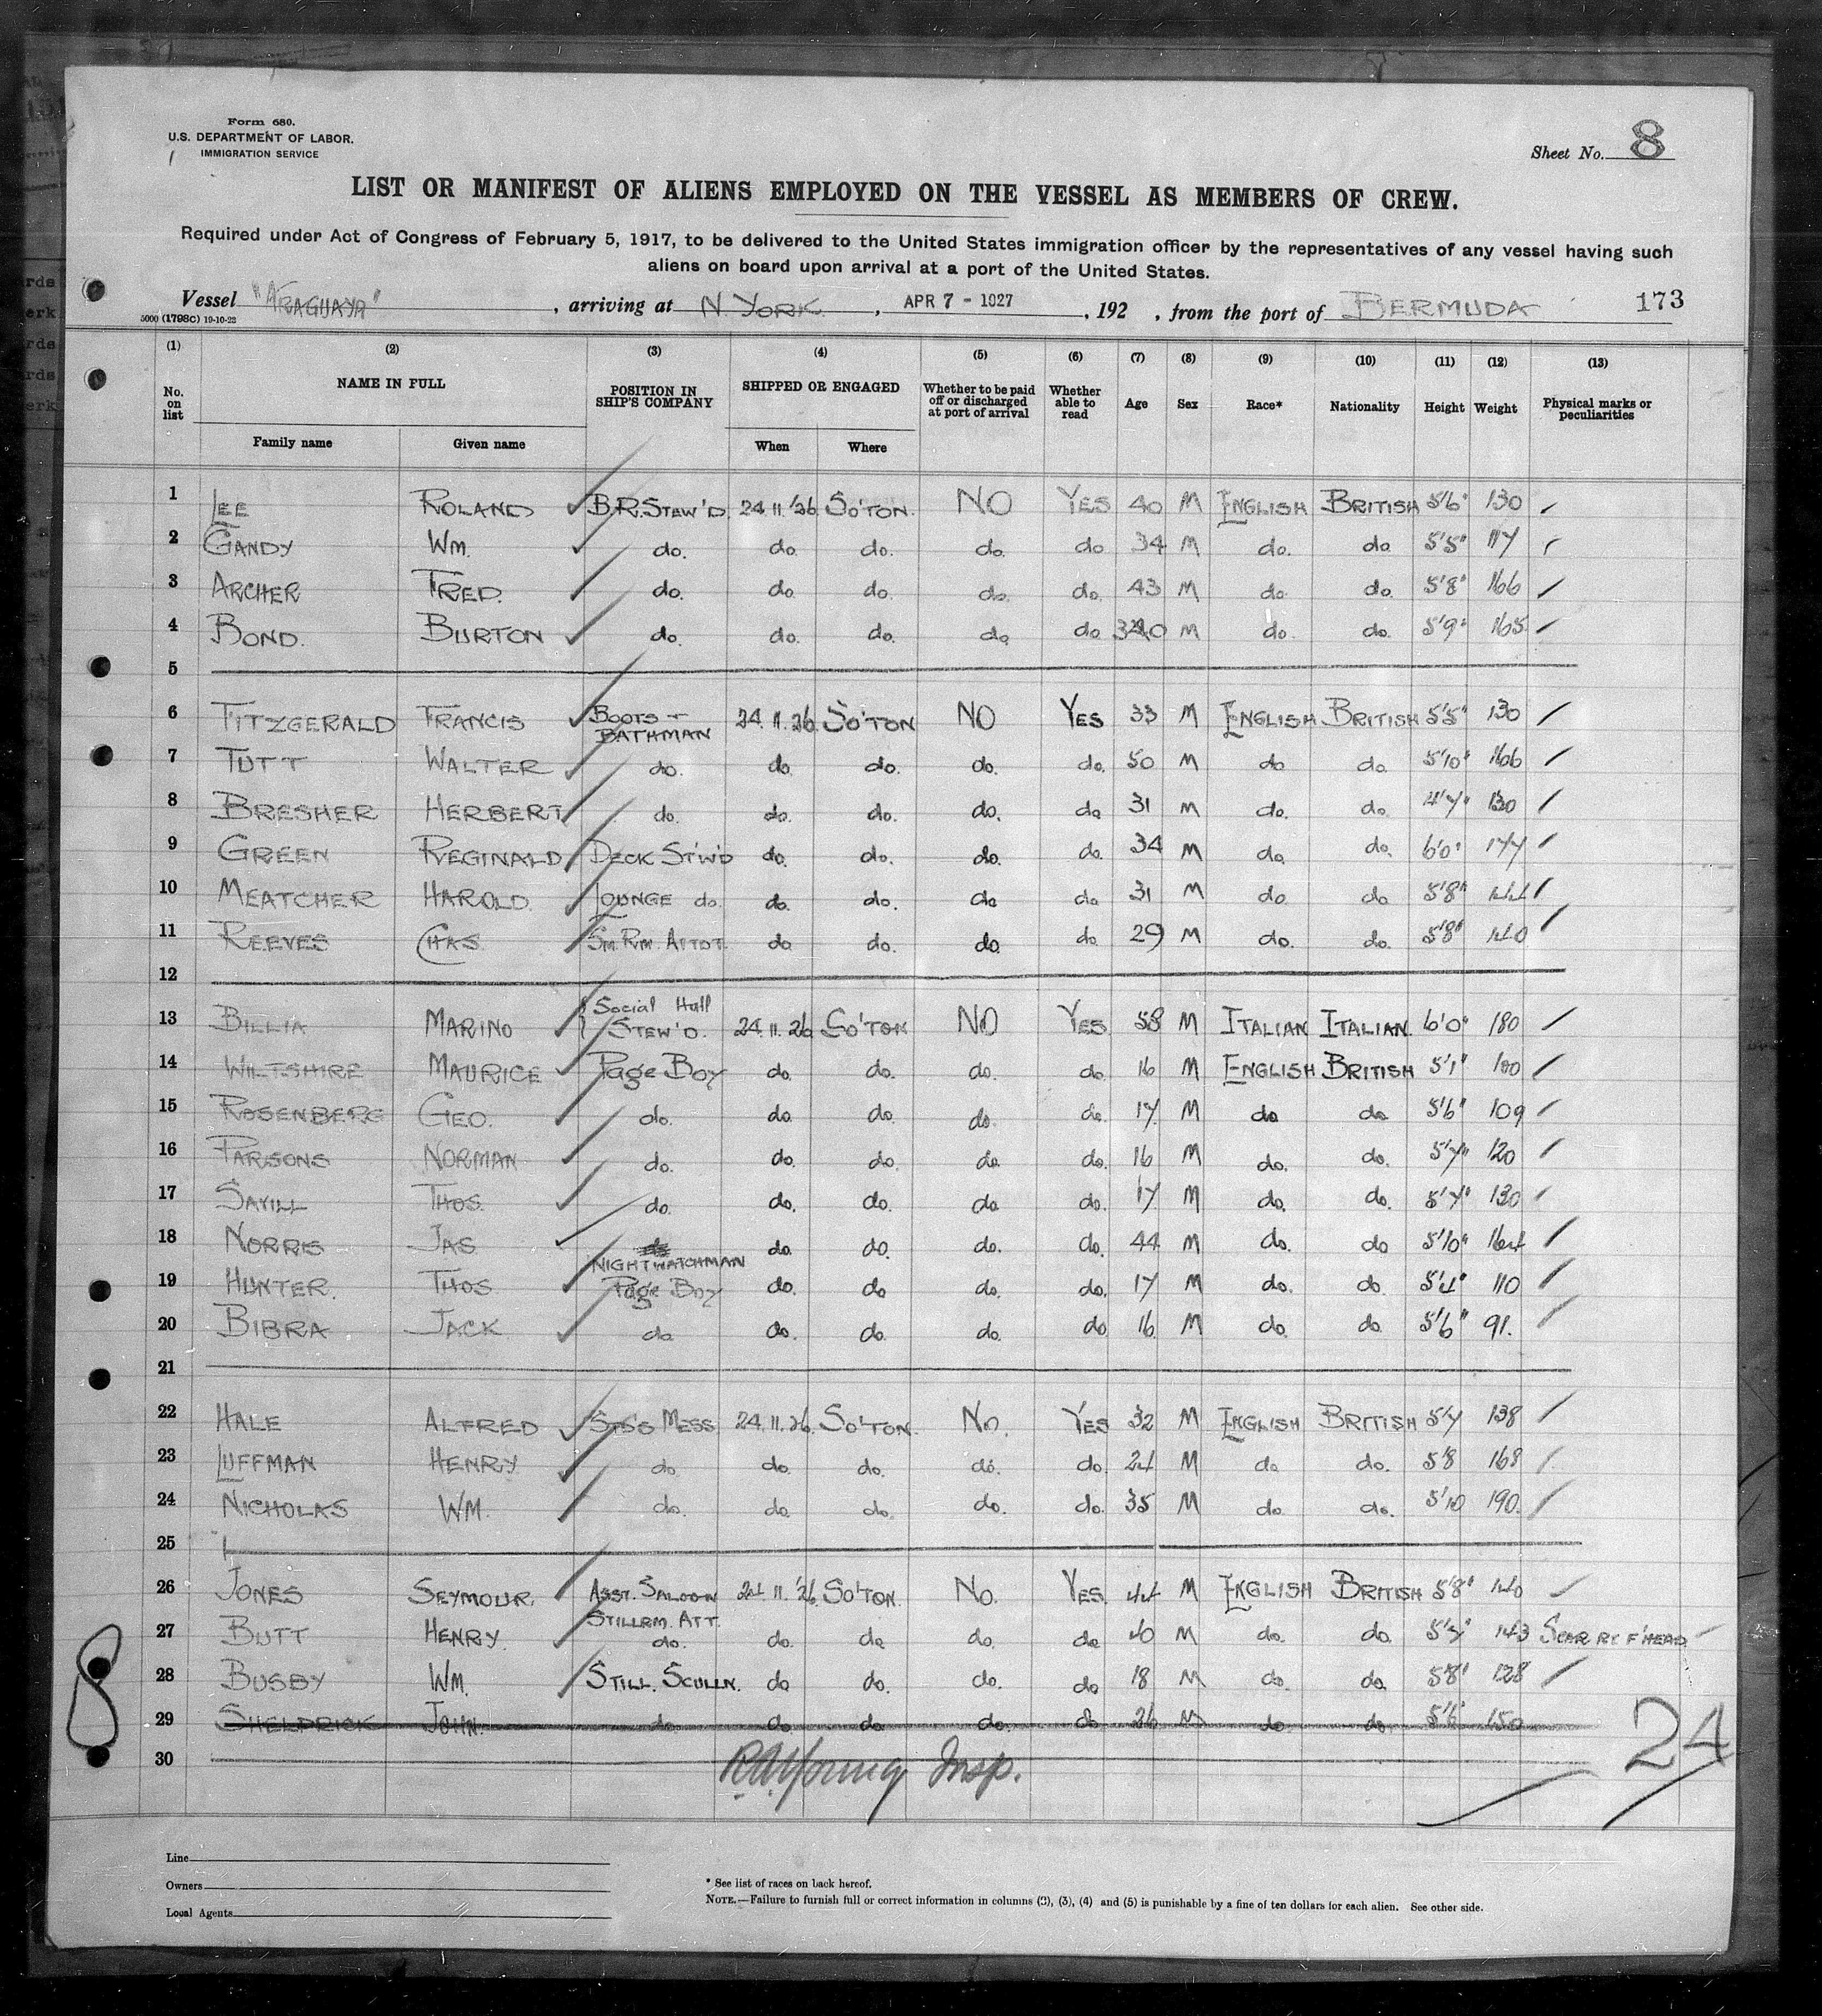 Form 680.
U.S. DEPARTMENT OF LABOR.
IMMIGRATION SERVICE
Sheet No. 8
LIST OR MANIFEST OF ALIENS EMPLOYED ON THE VESSEL AS MEMBERS OF CREW.
Required under Act of Congress of February 5, 1917, to be delivered to the United States immigration officer by the representatives of any vessel having such
aliens on board upon arrival at a port of the United States.
Vessel "ARAGUAYA", arriving at N YORK, APR 7 - 1927, 192 , from the port of BERMUDA 173
5000 (1798c) 19-10-22
(1) (2) (3) (4) (5) (6) (7) (8) (9) (10) (11) (12) (13)
No. on list NAME IN FULL Family name Given name POSITION IN SHIP'S COMPANY SHIPPED OR ENGAGED When Where Whether to be paid off or discharged at port of arrival Whether able to read Age Sex Race* Nationality Height Weight Physical marks or peculiarities
1 LEE ROLAND B.R. STEW'D 24.11.'26 SO'TON. NO YES 40 M ENGLISH BRITISH 5'6" 130
2 GANDY WM. do. do. do. do. do 34 M do. do 5'5" 117
3 ARCHER FRED. do. do. do. do. do. 43 M do do. 5'8" 166
4 BOND. BURTON do. do. do. do do M do. do. 5'9" 165
5
6 FITZGERALD FRANCIS BOOTS + BATHMAN 24.11.26 SO'TON NO YES 33 M ENGLISH BRITISH 5'5" 130
7 TUTT WALTER do. do. do. do. do. 50 M do do. 5'10" 166
8 BRESHER HERBERT do. do. do. do. do 31 M do. do. 4'7" 130
9 GREEN REGINALD DECK ST'W'D do. do. do. do. 34 M do. do. 6'0" 177
10 MEATCHER HAROLD. LOUNGE do. do. do. do do 31 M do. do 5'8" 144
11 REEVES CHAS. SM. RM. ATTDT. do do. do. do. 29 M do. do. 5'8" 140
12
13 BILLIA MARINO Social Hall STEW'D. 24.11.26 SO'TON NO YES 58 M ITALIAN ITALIAN. 6'0" 180
14 WILTSHIRE MAURICE Page Boy do. do. do. do. 16 M ENGLISH BRITISH 5'1" 100
15 ROSENBERG GEO. do. do. do. do. do. 17 M do do 5'6" 109
16 PARSONS NORMAN do. do. do. do do. 16 M do. do. 5'7" 120
17 SAVILL THOS. do. do. do. do. do. 17 M do. do. 5'7" 130
18 NORRIS JAS NIGHTWATCHMAN do. do. do. do. 44 M do. do 5'10" 164
19 HUNTER. THOS Page Boy do. do do. do. 17 M do. do. 5'4" 110
20 BIBRA JACK do do. do. do. do 16 M do. do. 5'6" 91.
21
22 HALE ALFRED MESS 24.11.26. SO'TON. NO. YES 32 M ENGLISH BRITISH 5'7 138
23 LUFFMAN HENRY. do do. do. do. do. 24 M do do. 5'8 168
24 NICHOLAS WM. do. do. do. do. do. 35 M do. do. 5'10 190.
25
26 JONES SEYMOUR. ASST. SALOON 24.11.'26 SO'TON. NO. YES. 44 M ENGLISH BRITISH 5'8" 140
27 BUTT HENRY. STILLRM. ATT. do. do. do do. do 40 M do. do. 143 SCAR RT F'HEAD
28 BUSBY WM. STILL. SCULLN. do do. do. do 18 M do. do. 5'8" 128
29 SHELDRICK JOHN. do do do do. do 26 M do do 5'6" 150
30
24
8
Insp.
Line
Owners
Local Agents
* See list of races on back hereof.
NOTE.—Failure to furnish full or correct information in columns (2), (3), (4) and (5) is punishable by a fine of ten dollars for each alien. See other side.